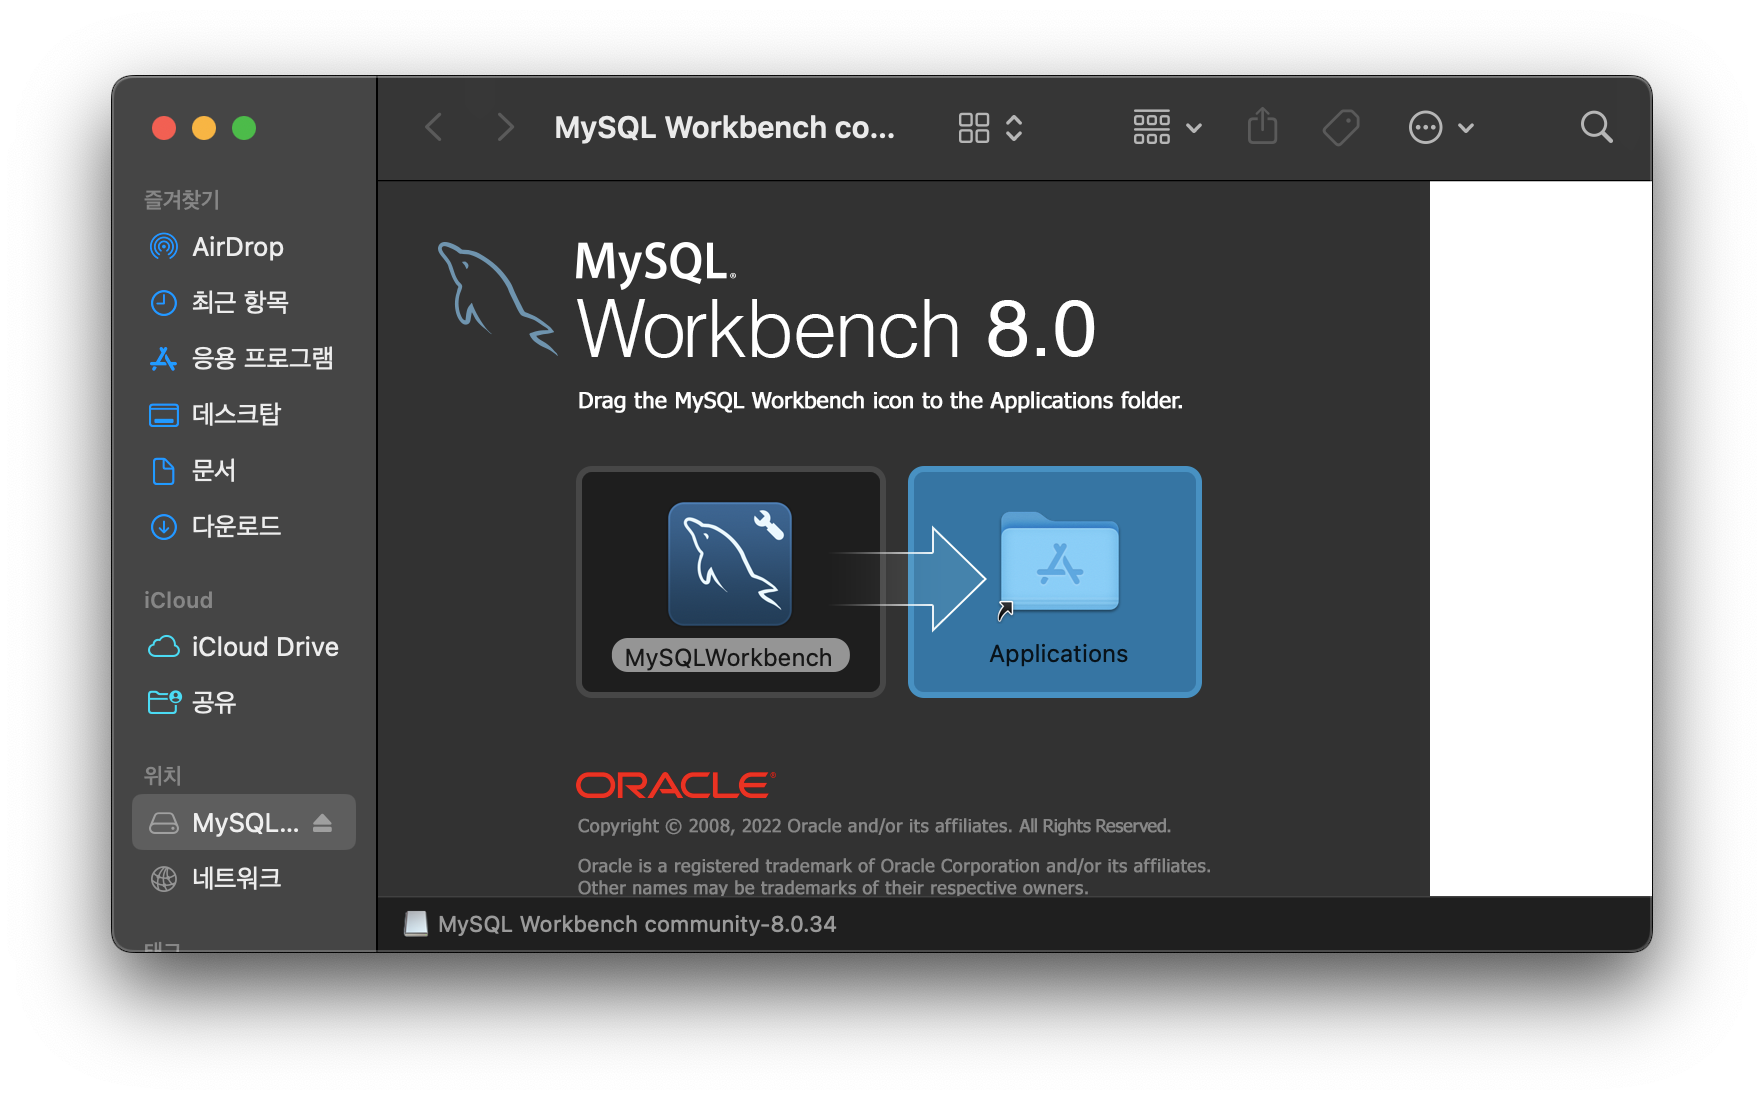 MySQL Workbench co...
즐겨찾기
AirDrop
최근 항목
응용 프로그램
데스크탑
문서
다운로드
iCloud
iCloud Drive
공유
위치
MySQL...
네트워크
태그
MySQL®
Workbench 8.0
Drag the MySQL Workbench icon to the Applications folder.
MySQLWorkbench
Applications
ORACLE®
Copyright © 2008, 2022 Oracle and/or its affiliates. All Rights Reserved.
Oracle is a registered trademark of Oracle Corporation and/or its affiliates.
Other names may be trademarks of their respective owners.
MySQL Workbench community-8.0.34